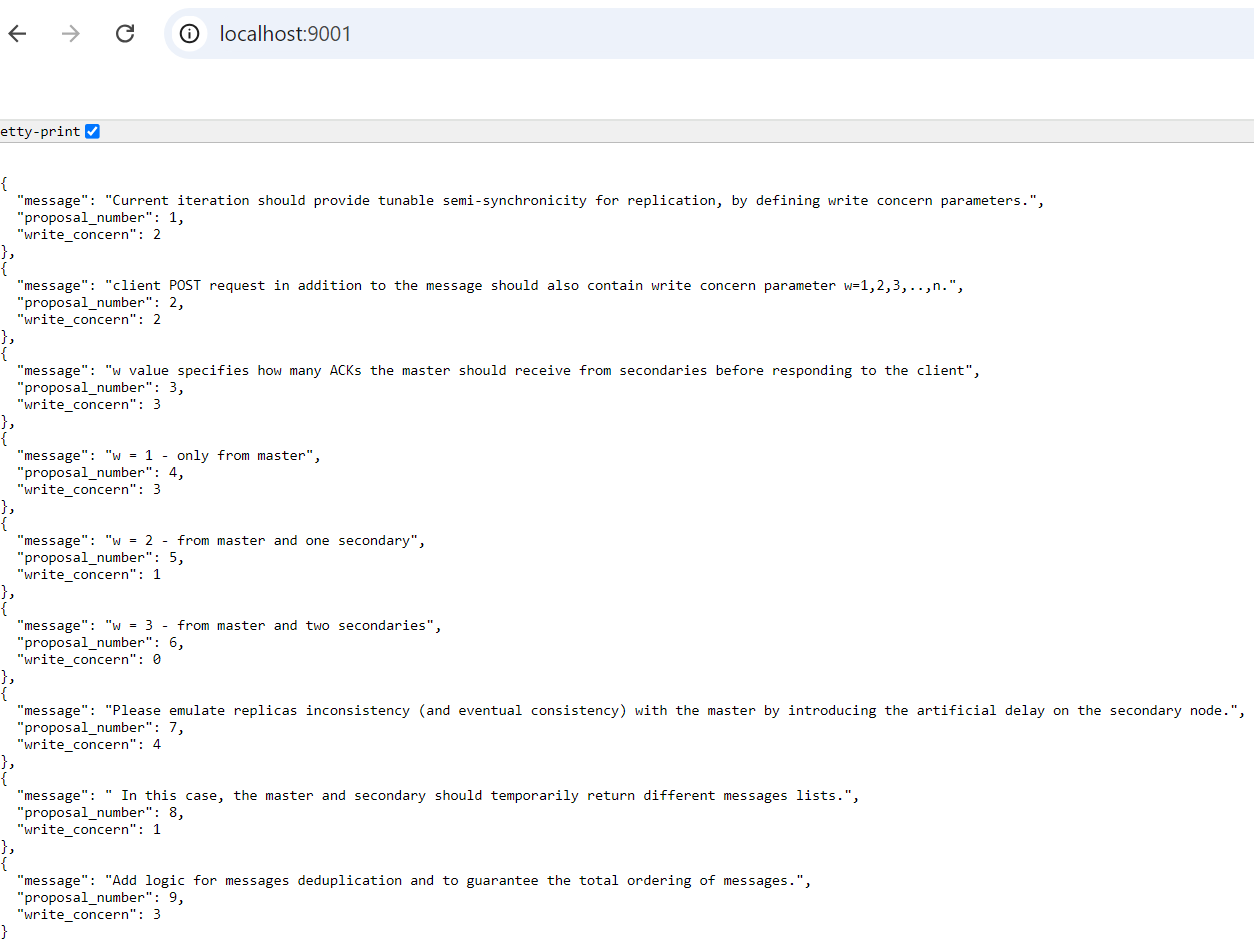 localhost:9001
etty-print
{
"message": "Current iteration should provide tunable semi-synchronicity for replication, by defining write concern parameters.",
"proposal_number": 1,
"write_concern": 2
},
{
"message": "client POST request in addition to the message should also contain write concern parameter w=1,2,3,..,n.",
"proposal_number": 2,
"write_concern": 2
},
{
"message": "w value specifies how many ACKs the master should receive from secondaries before responding to the client",
"proposal_number": 3,
"write_concern": 3
},
{
"message": "w = 1 - only from master",
"proposal_number": 4,
"write_concern": 3
},
{
"message": "w = 2 - from master and one secondary",
"proposal_number": 5,
"write_concern": 1
},
{
"message": "w = 3 - from master and two secondaries",
"proposal_number": 6,
"write_concern": 0
},
{
"message": "Please emulate replicas inconsistency (and eventual consistency) with the master by introducing the artificial delay on the secondary node.",
"proposal_number": 7,
"write_concern": 4
},
{
"message": " In this case, the master and secondary should temporarily return different messages lists.",
"proposal_number": 8,
"write_concern": 1
},
{
"message": "Add logic for messages deduplication and to guarantee the total ordering of messages.",
"proposal_number": 9,
"write_concern": 3
}